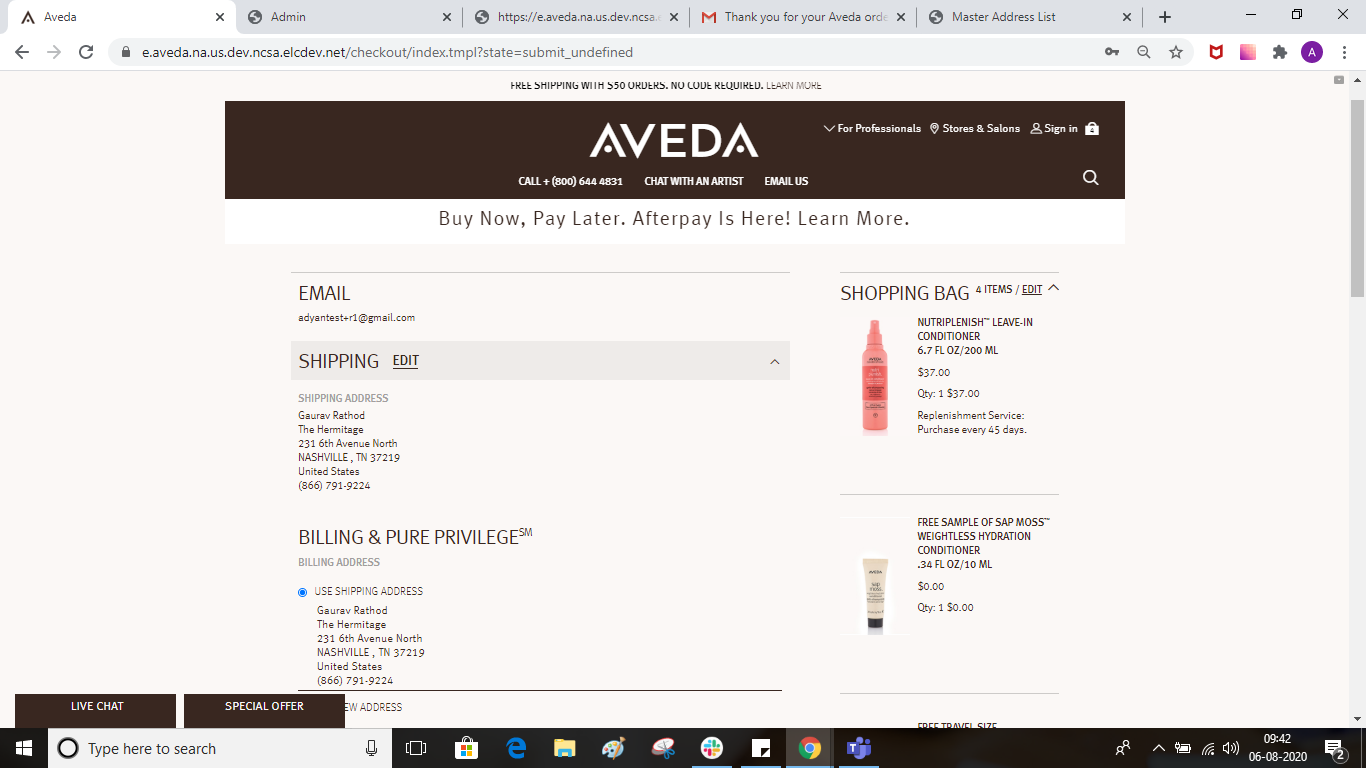 Aveda
Admin
https://e.aveda.na.us.dev.ncsa.e
Thank you for your Aveda orde
Master Address List
e.aveda.na.us.dev.ncsa.elcdev.net/checkout/index.tmpl?state=submit_undefined
A
FREE SHIPPING WITH $50 ORDERS. NO CODE REQUIRED. LEARN MORE
AVEDA
For Professionals
Stores & Salons
Sign in
4
CALL + (800) 644 4831
CHAT WITH AN ARTIST
EMAIL US
Buy Now, Pay Later. Afterpay Is Here! Learn More.
EMAIL
adyantest+r1@gmail.com
SHIPPING EDIT
SHIPPING ADDRESS
Gaurav Rathod
The Hermitage
231 6th Avenue North
NASHVILLE , TN 37219
United States
(866) 791-9224
BILLING & PURE PRIVILEGE℠
BILLING ADDRESS
USE SHIPPING ADDRESS
Gaurav Rathod
The Hermitage
231 6th Avenue North
NASHVILLE , TN 37219
United States
(866) 791-9224
EW ADDRESS
SHOPPING BAG 4 ITEMS / EDIT
AVEDA
NUTRIPLENISH™ LEAVE-IN
CONDITIONER
6.7 FL OZ/200 ML
$37.00
Qty: 1 $37.00
Replenishment Service:
Purchase every 45 days.
AVEDA
sap
moss
FREE SAMPLE OF SAP MOSS™
WEIGHTLESS HYDRATION
CONDITIONER
.34 FL OZ/10 ML
$0.00
Qty: 1 $0.00
FREE TRAVEL SIZE
LIVE CHAT
SPECIAL OFFER
Type here to search
09:42
06-08-2020
2